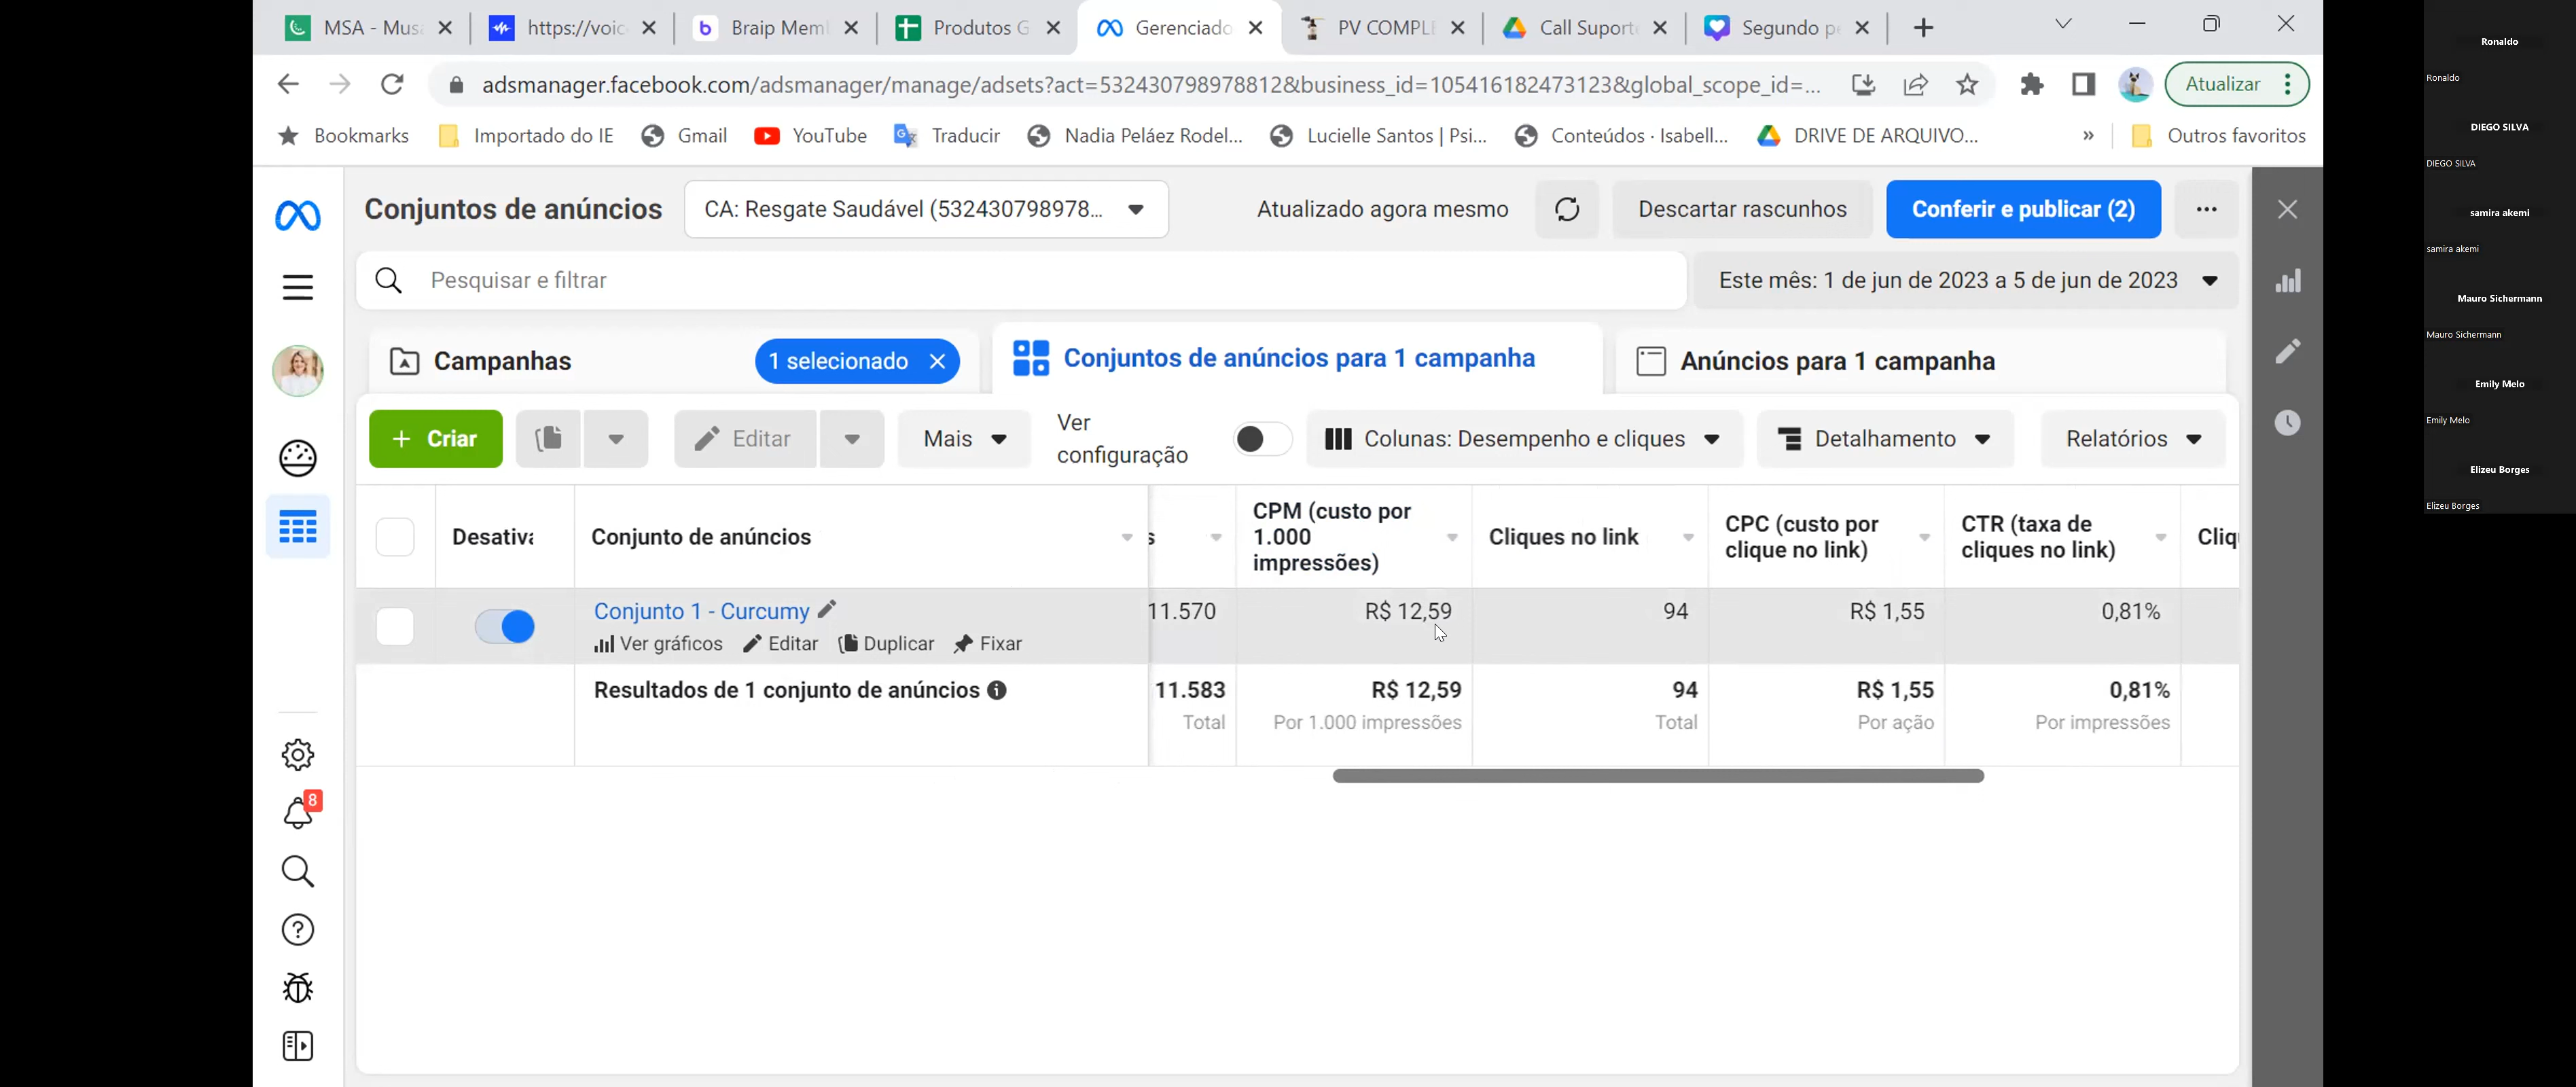 MSA - Mus
https://voic
Braip Mem
Produtos G
Gerenciado
PV COMPLE
Call Suport
Segundo pe
adsmanager.facebook.com/adsmanager/manage/adsets?act=532430798978812&business_id=105416182473123&global_scope_id=...
Atualizar
Bookmarks
Importado do IE
Gmail
YouTube
Traducir
Nadia Peláez Rodel...
Lucielle Santos | Psi...
Conteúdos · Isabell...
DRIVE DE ARQUIVO...
»
Outros favoritos
Conjuntos de anúncios
CA: Resgate Saudável (532430798978...
Atualizado agora mesmo
Descartar rascunhos
Conferir e publicar (2)
Pesquisar e filtrar
Este mês: 1 de jun de 2023 a 5 de jun de 2023
Campanhas
1 selecionado
Conjuntos de anúncios para 1 campanha
Anúncios para 1 campanha
+ Criar
Editar
Mais
Ver
configuração
Colunas: Desempenho e cliques
Detalhamento
Relatórios
Desativa
Conjunto de anúncios
s
CPM (custo por
1.000
impressões)
Cliques no link
CPC (custo por
clique no link)
CTR (taxa de
cliques no link)
Cliq
Conjunto 1 - Curcumy
11.570
R$ 12,59
94
R$ 1,55
0,81%
Ver gráficos
Editar
Duplicar
Fixar
Resultados de 1 conjunto de anúncios
11.583
R$ 12,59
94
R$ 1,55
0,81%
Total
Por 1.000 impressões
Total
Por ação
Por impressões
8
Ronaldo
Ronaldo
DIEGO SILVA
DIEGO SILVA
samira akemi
samira akemi
Mauro Sichermann
Mauro Sichermann
Emily Melo
Emily Melo
Elizeu Borges
Elizeu Borges